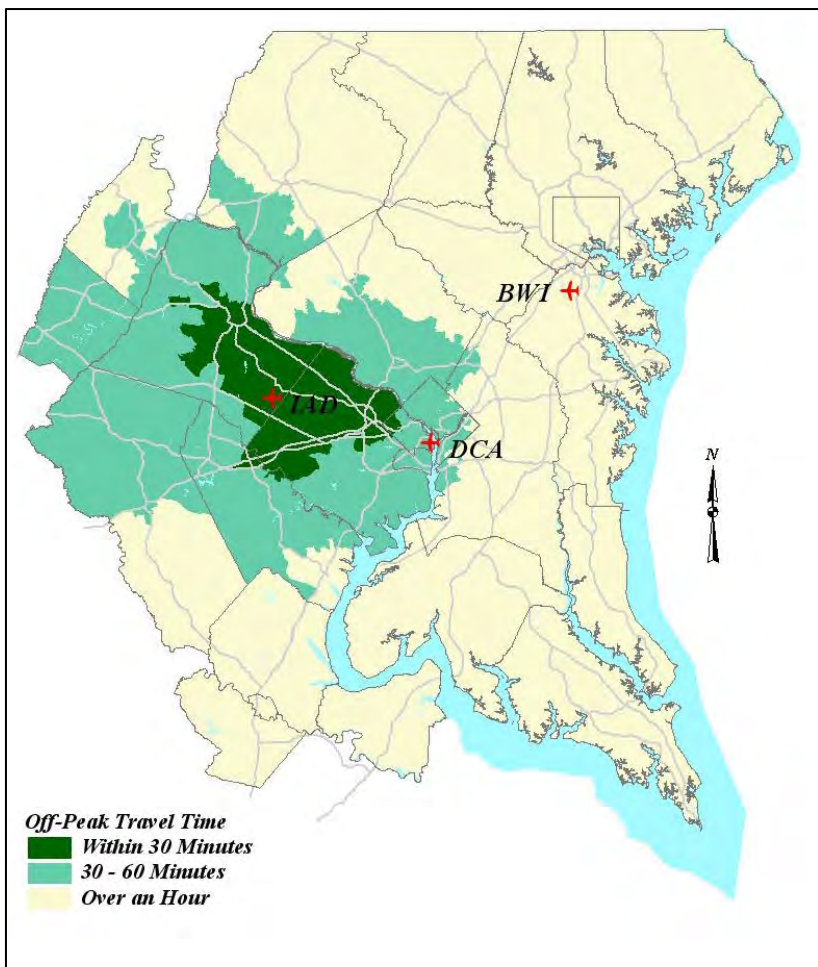 BWI
IAD
DCA
N
Off-Peak Travel Time
Within 30 Minutes
30 - 60 Minutes
Over an Hour